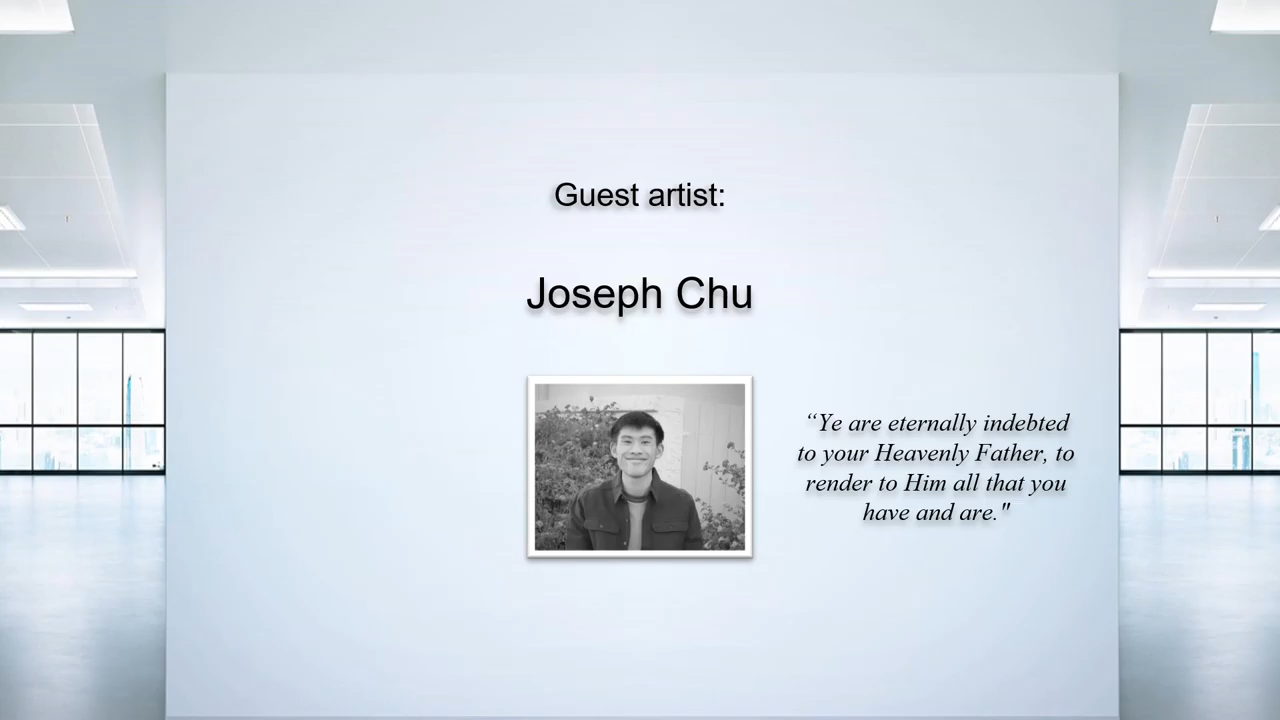 Guest artist:
Joseph Chu
“Ye are eternally indebted
to your Heavenly Father, to
render to Him all that you
have and are."